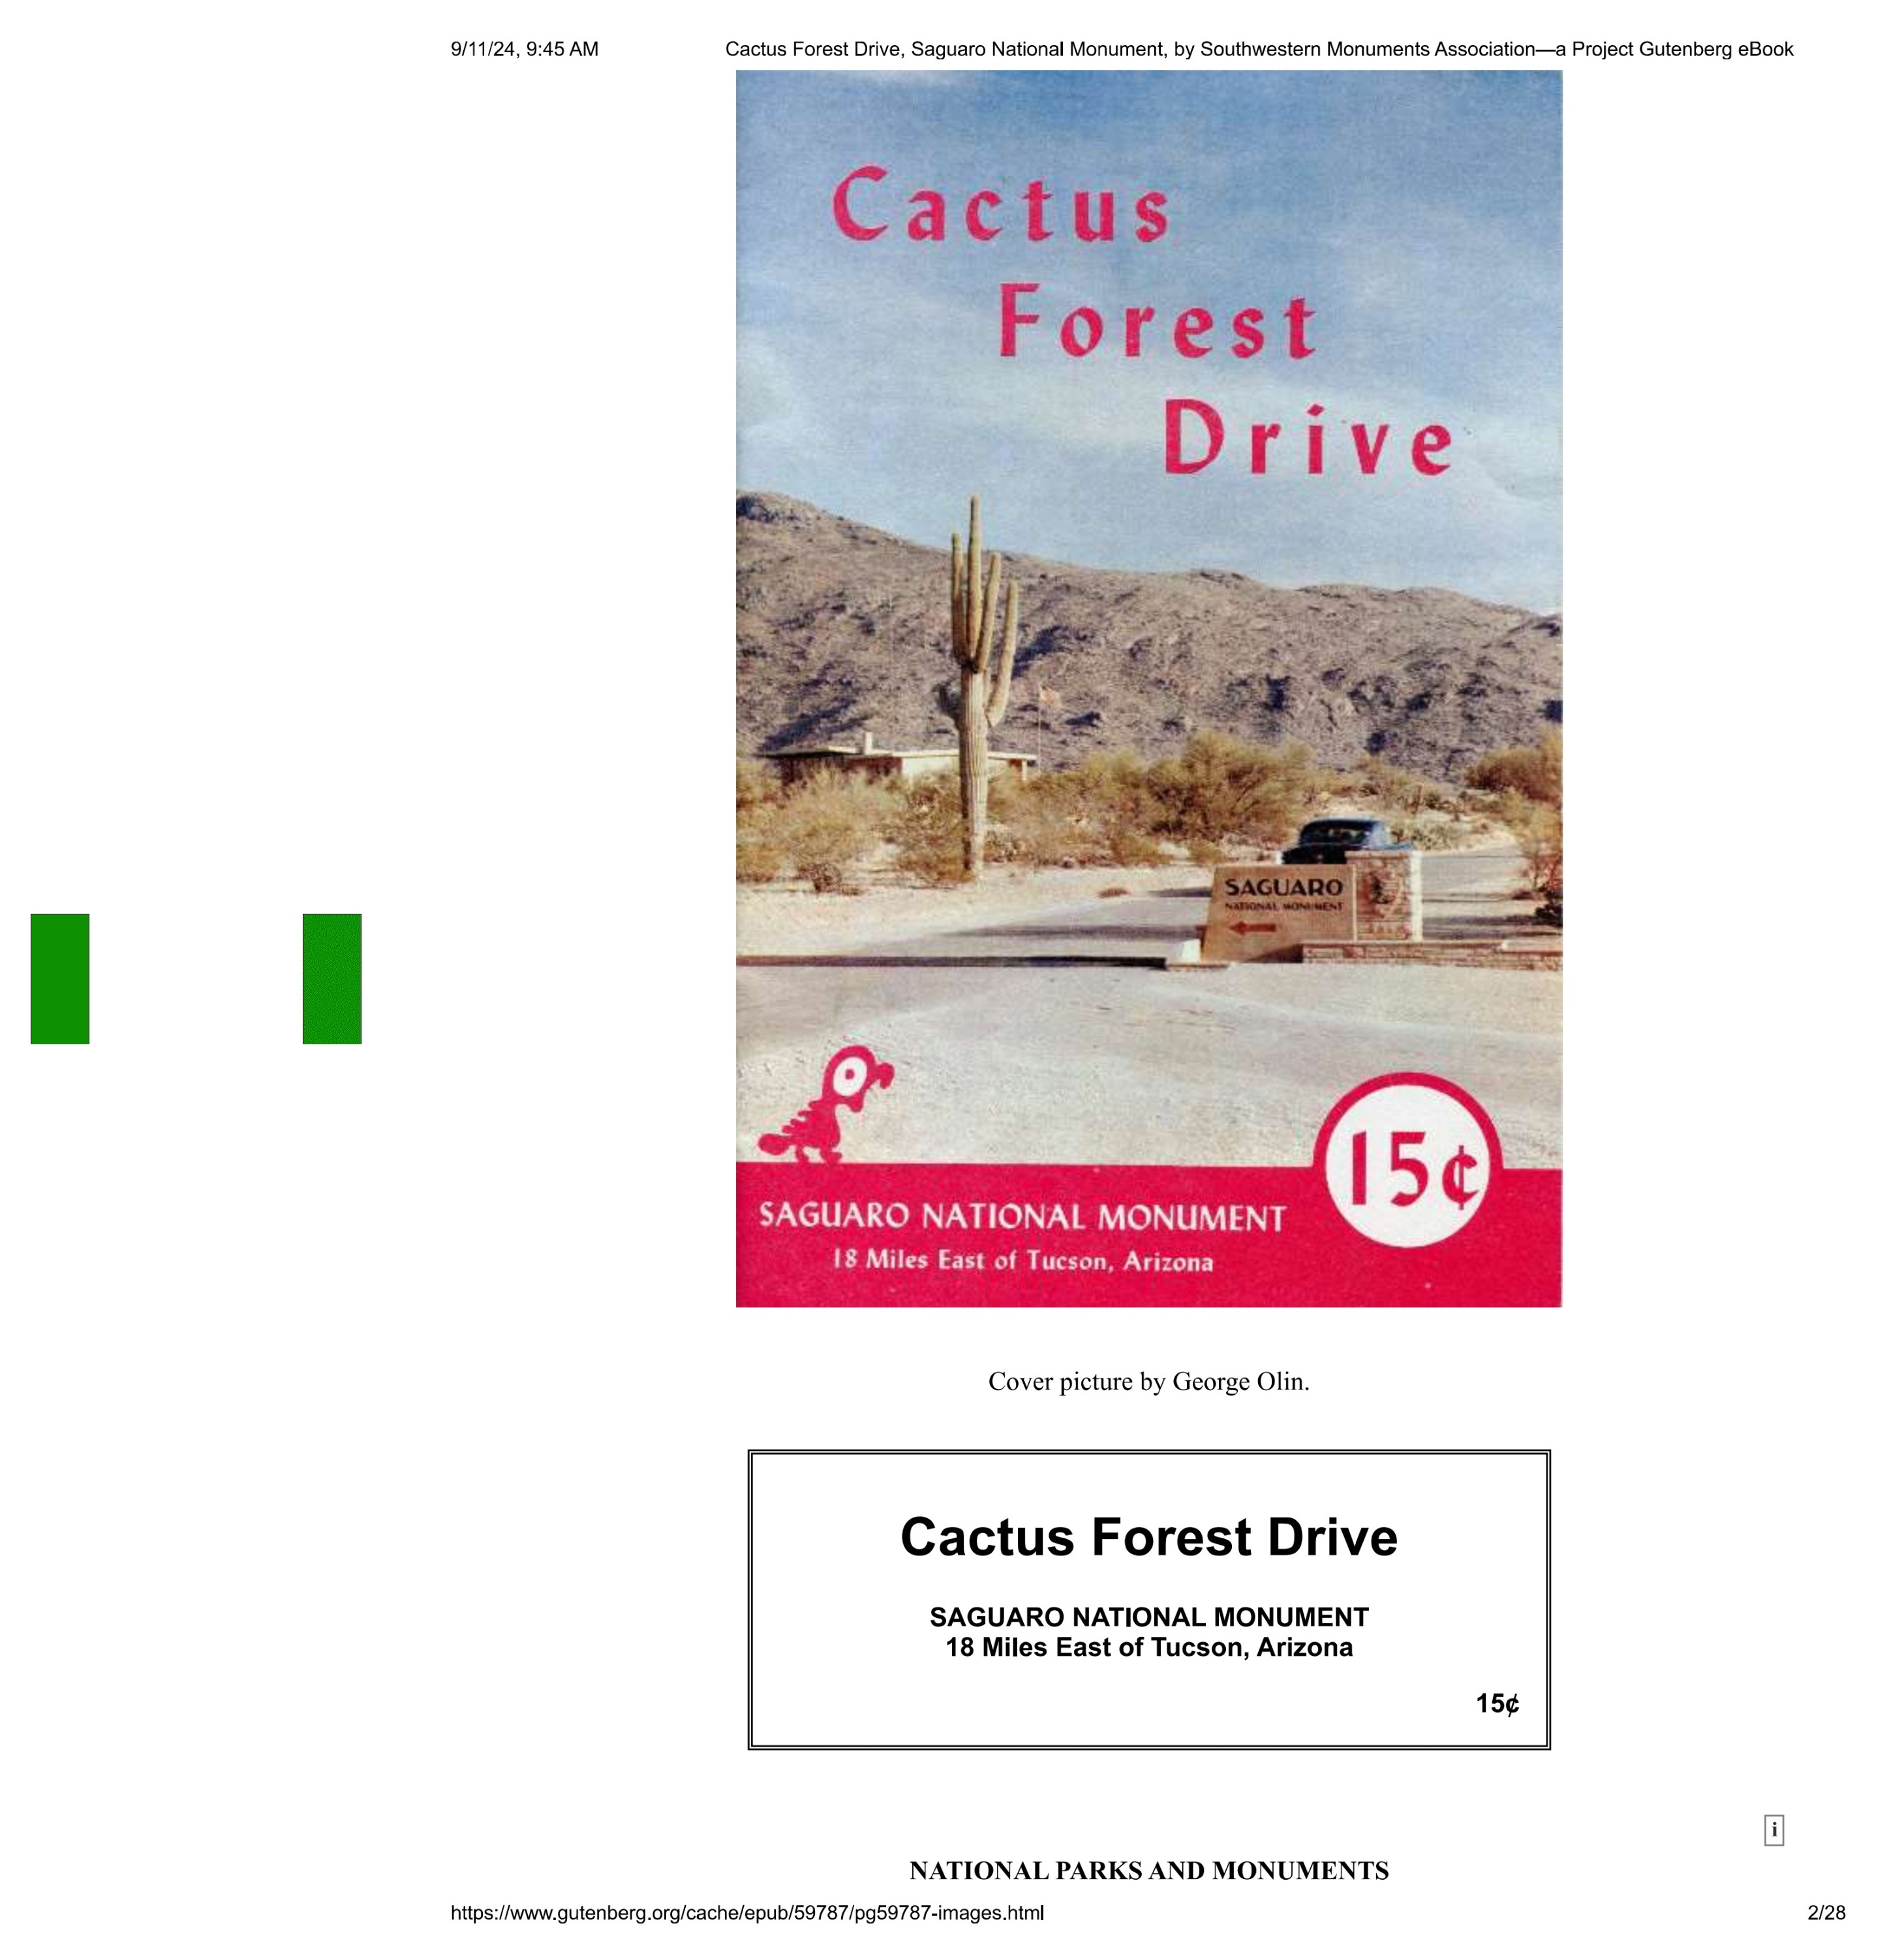 9/11/24, 9:45 AM
Cactus Forest Drive, Saguaro National Monument, by Southwestern Monuments Association—a Project Gutenberg eBook
Cactus
Forest
Drive
SAGUARO
NATIONAL MONUMENT
15¢
SAGUARO NATIONAL MONUMENT
18 Miles East of Tucson, Arizona
Cover picture by George Olin.
Cactus Forest Drive
SAGUARO NATIONAL MONUMENT
18 Miles East of Tucson, Arizona
15¢
i
NATIONAL PARKS AND MONUMENTS
https://www.gutenberg.org/cache/epub/59787/pg59787-images.html
2/28